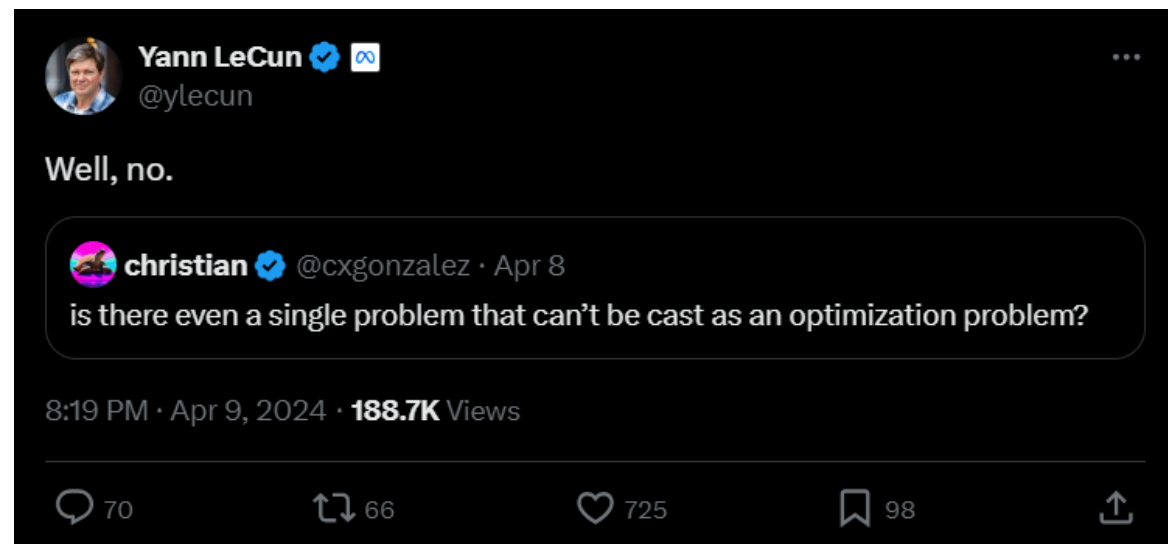 Yann LeCun
@ylecun
Well, no.
christian @cxgonzalez · Apr 8
is there even a single problem that can’t be cast as an optimization problem?
8:19 PM · Apr 9, 2024 · 188.7K Views
70 66 725 98